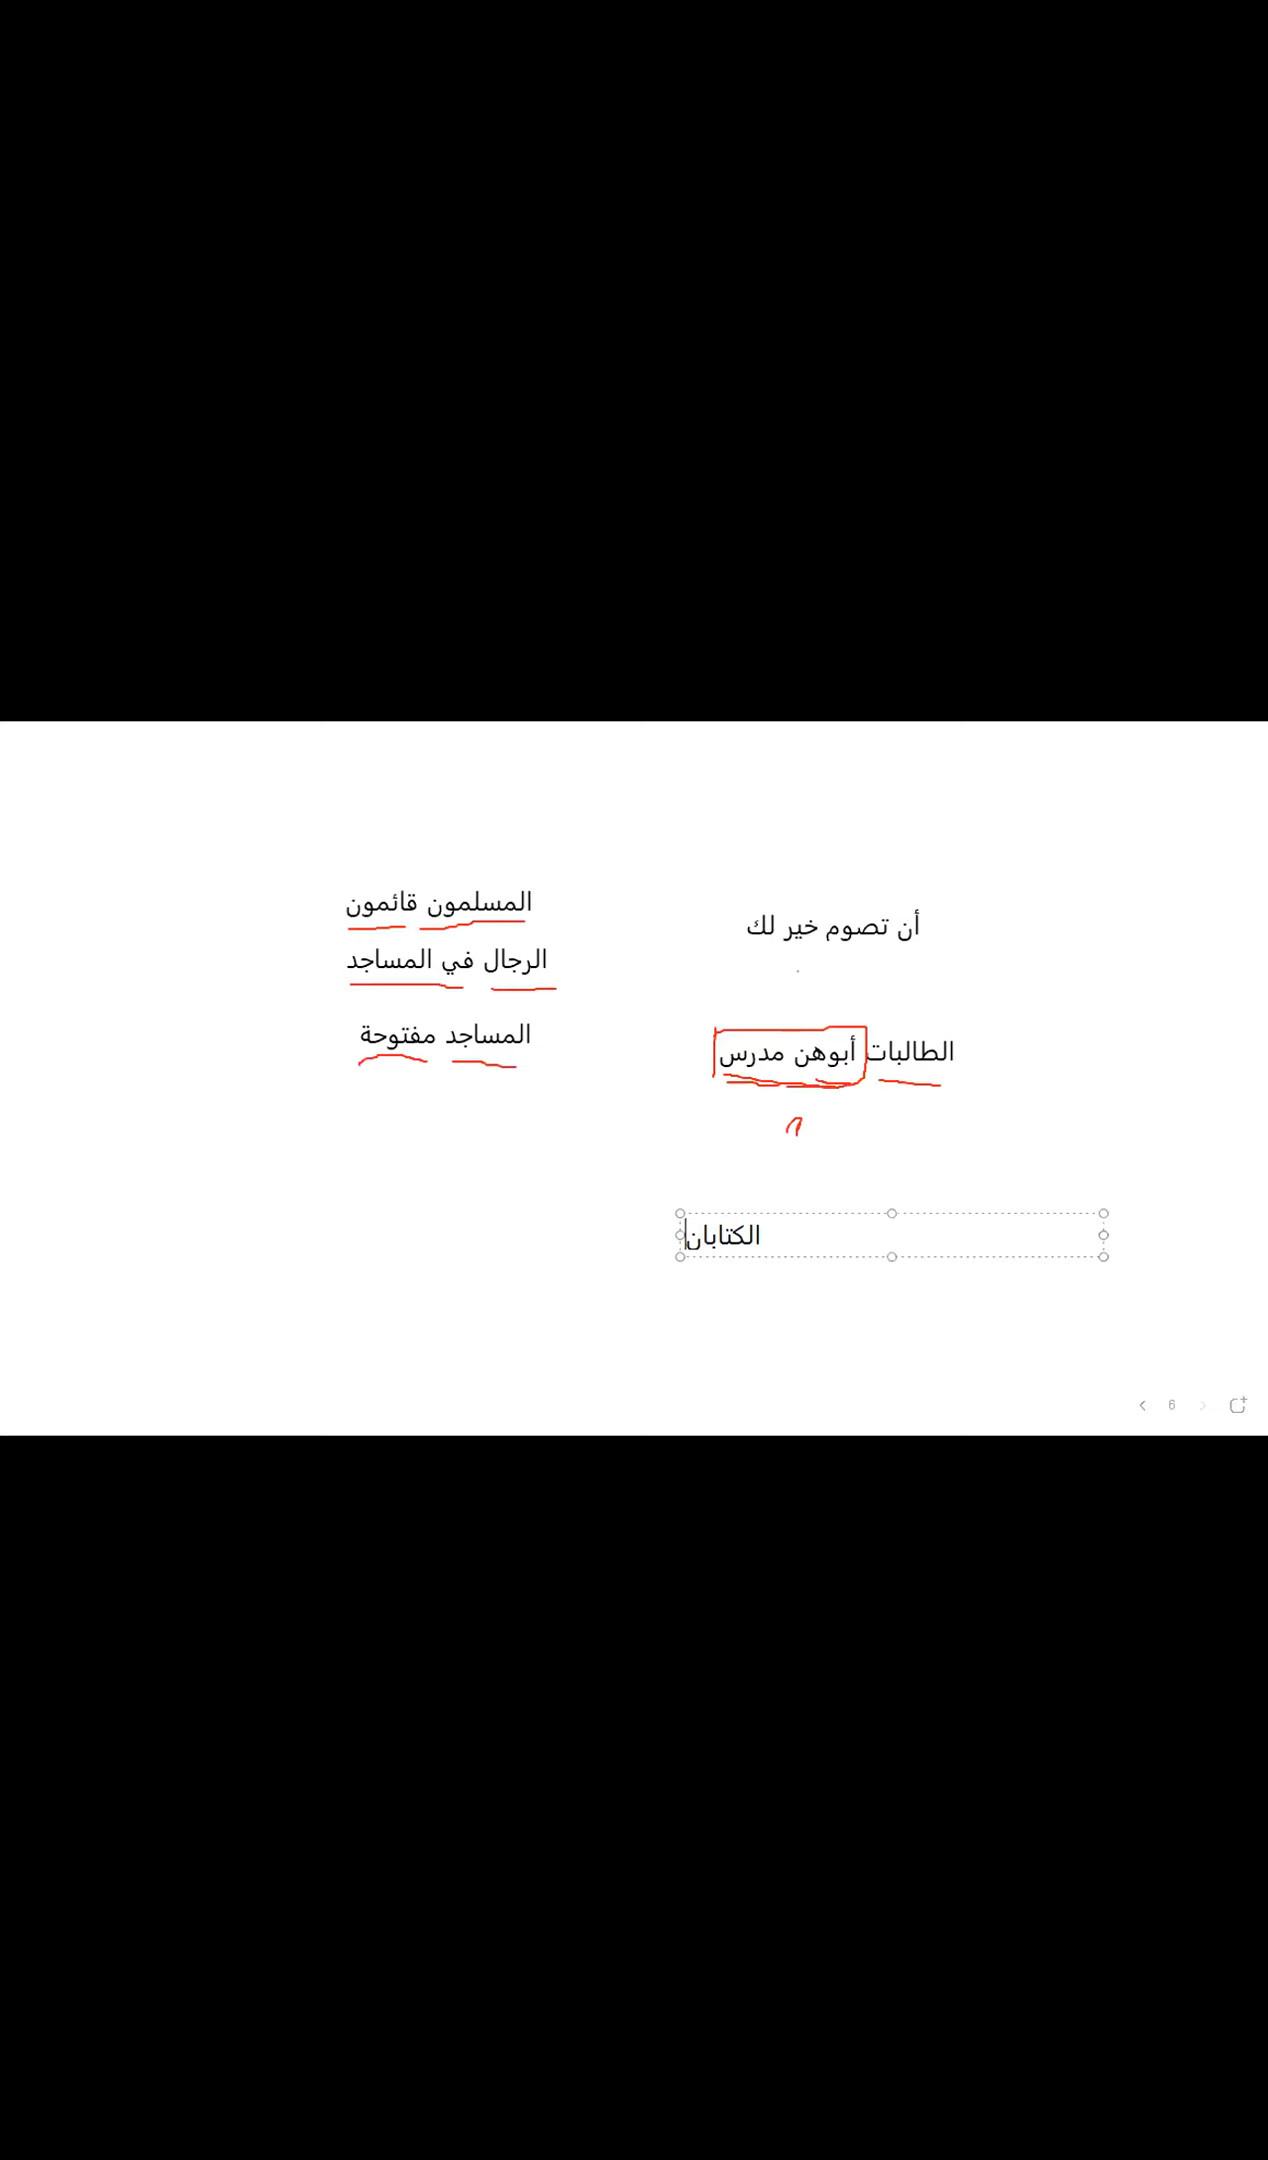 أن تصوم خير لك
الطالبات أبوهن مدرس
الكتابان
المسلمون قائمون
الرجال في المساجد
المساجد مفتوحة
6